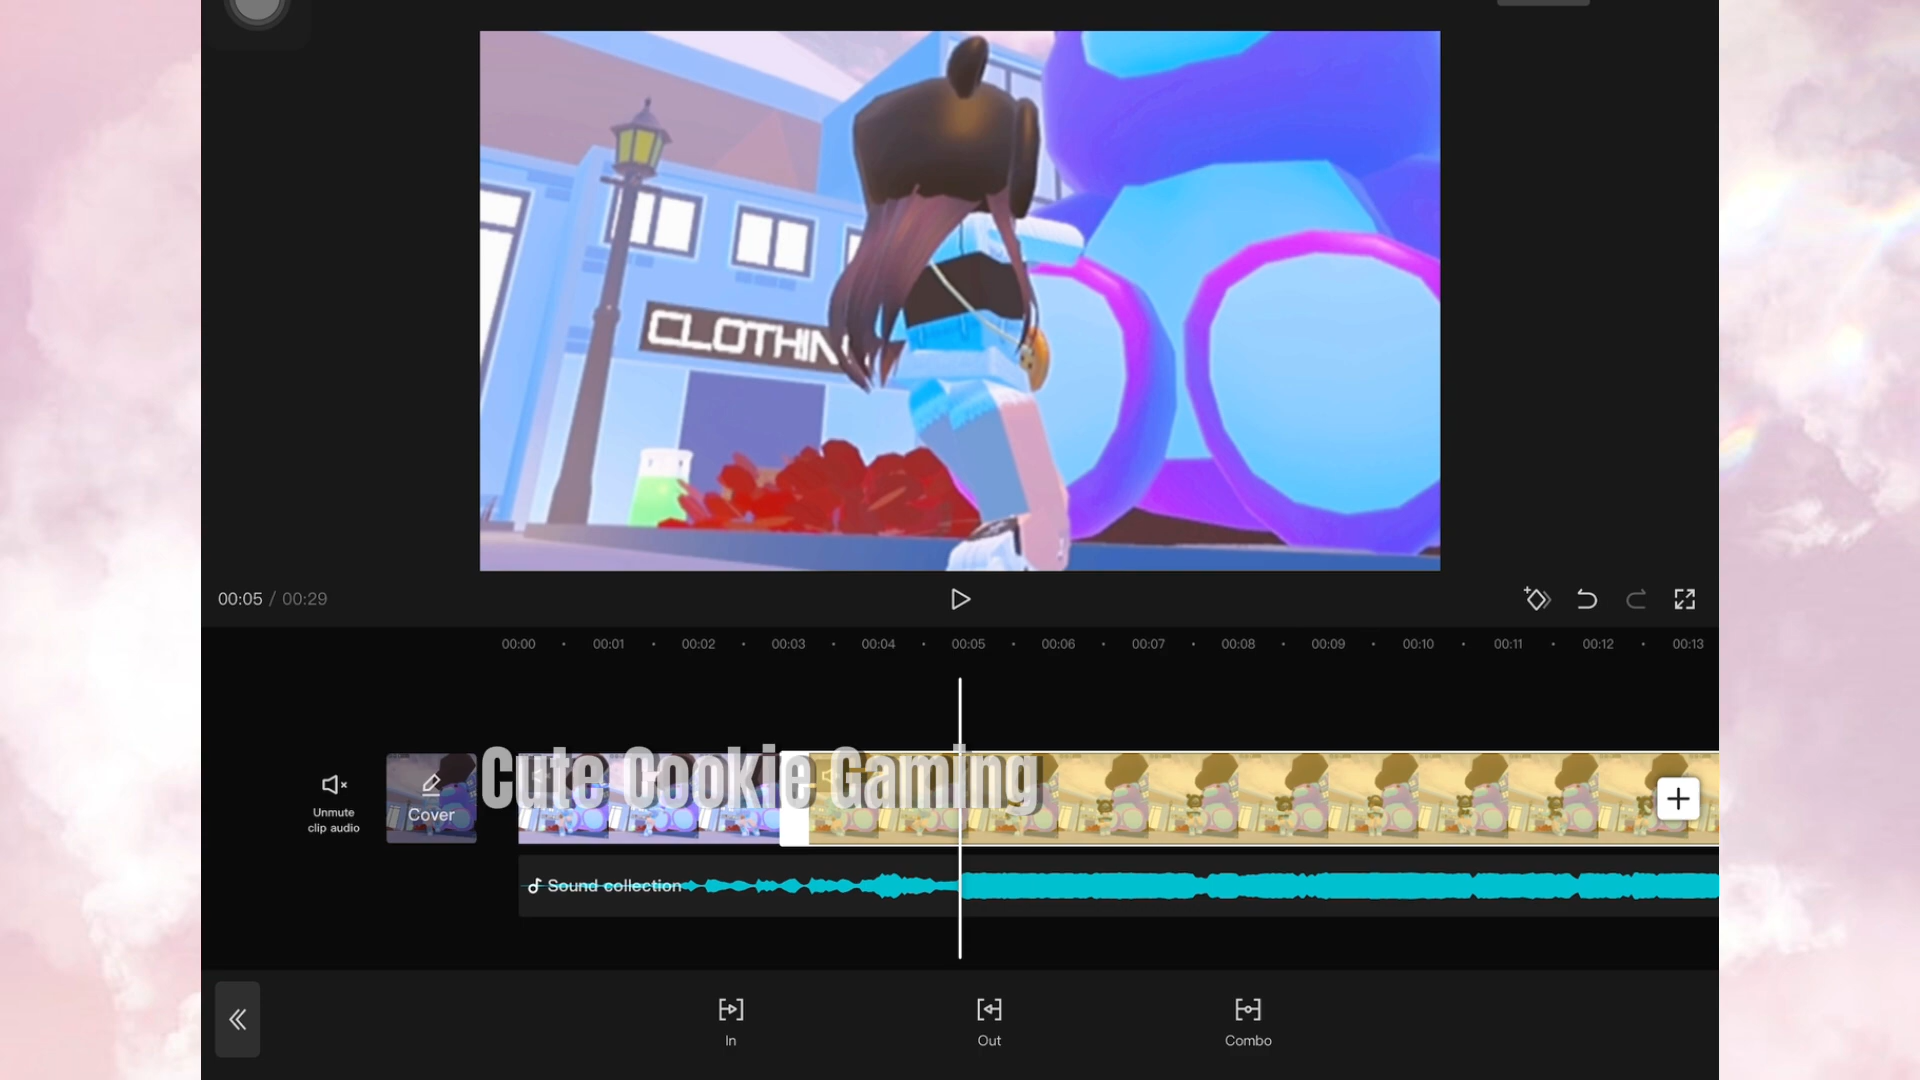 CLOTHIN
00:05 / 00:29
00:00 00:01 00:02 00:03 00:04 00:05 00:06 00:07 00:08 00:09 00:10 00:11 00:12 00:13
Cute Cookie Gaming
Cover
Unmute
clip audio
Sound collection
In
Out
Combo